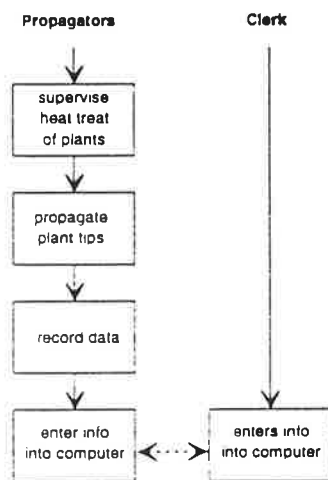 Propagators
Clerk
supervise
heat treat
of plants
propagate
plant tips
record data
enter info
into computer
enters info
into computer